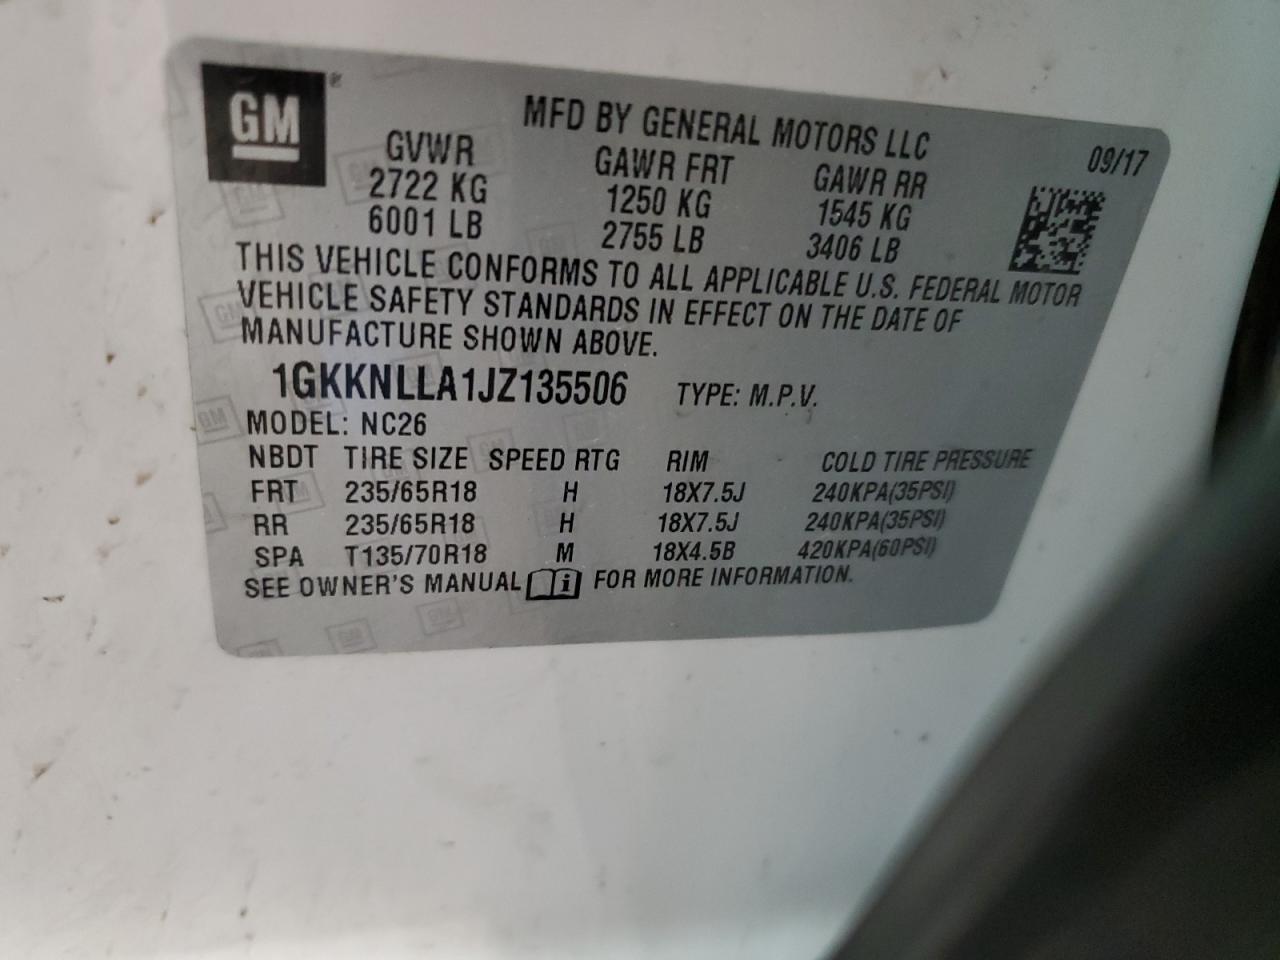 GM
MFD BY GENERAL MOTORS LLC
09/17
GVWR GAWR FRT GAWR RR
2722 KG 1250 KG 1545 KG
6001 LB 2755 LB 3406 LB
THIS VEHICLE CONFORMS TO ALL APPLICABLE U.S. FEDERAL MOTOR
VEHICLE SAFETY STANDARDS IN EFFECT ON THE DATE OF
MANUFACTURE SHOWN ABOVE.
1GKKNLLA1JZ135506 TYPE: M.P.V.
MODEL: NC26
NBDT TIRE SIZE SPEED RTG RIM COLD TIRE PRESSURE
FRT 235/65R18 H 18X7.5J 240KPA(35PSI)
RR 235/65R18 H 18X7.5J 240KPA(35PSI)
SPA T135/70R18 M 18X4.5B 420KPA(60PSI)
SEE OWNER'S MANUAL i FOR MORE INFORMATION.